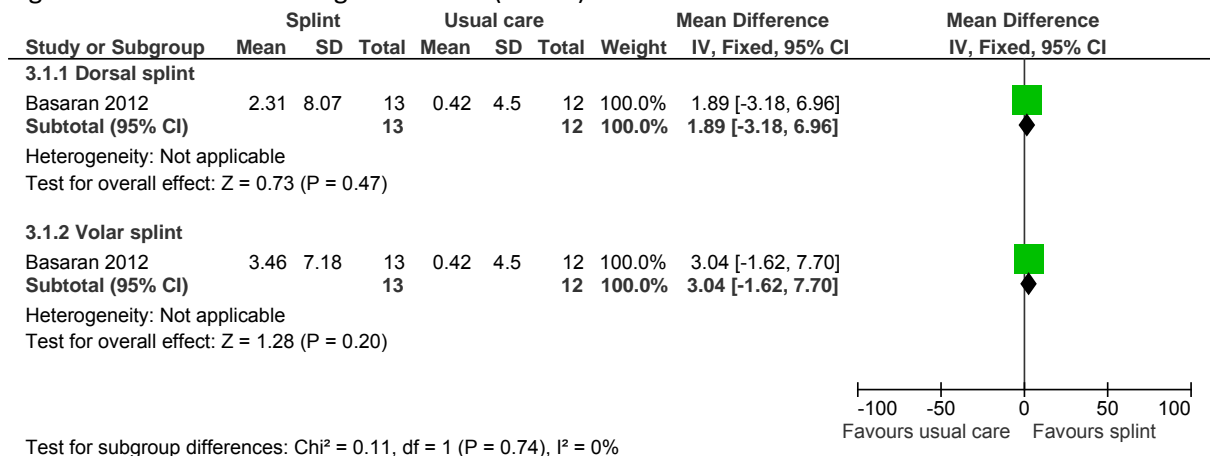 Splint Usual care Mean Difference Mean Difference
Study or Subgroup Mean SD Total Mean SD Total Weight IV, Fixed, 95% CI IV, Fixed, 95% CI
3.1.1 Dorsal splint
Basaran 2012 2.31 8.07 13 0.42 4.5 12 100.0% 1.89 [-3.18, 6.96]
Subtotal (95% CI) 13 12 100.0% 1.89 [-3.18, 6.96]
Heterogeneity: Not applicable
Test for overall effect: Z = 0.73 (P = 0.47)
3.1.2 Volar splint
Basaran 2012 3.46 7.18 13 0.42 4.5 12 100.0% 3.04 [-1.62, 7.70]
Subtotal (95% CI) 13 12 100.0% 3.04 [-1.62, 7.70]
Heterogeneity: Not applicable
Test for overall effect: Z = 1.28 (P = 0.20)
-100 -50 0 50 100
Favours usual care Favours splint
Test for subgroup differences: Chi² = 0.11, df = 1 (P = 0.74), I² = 0%